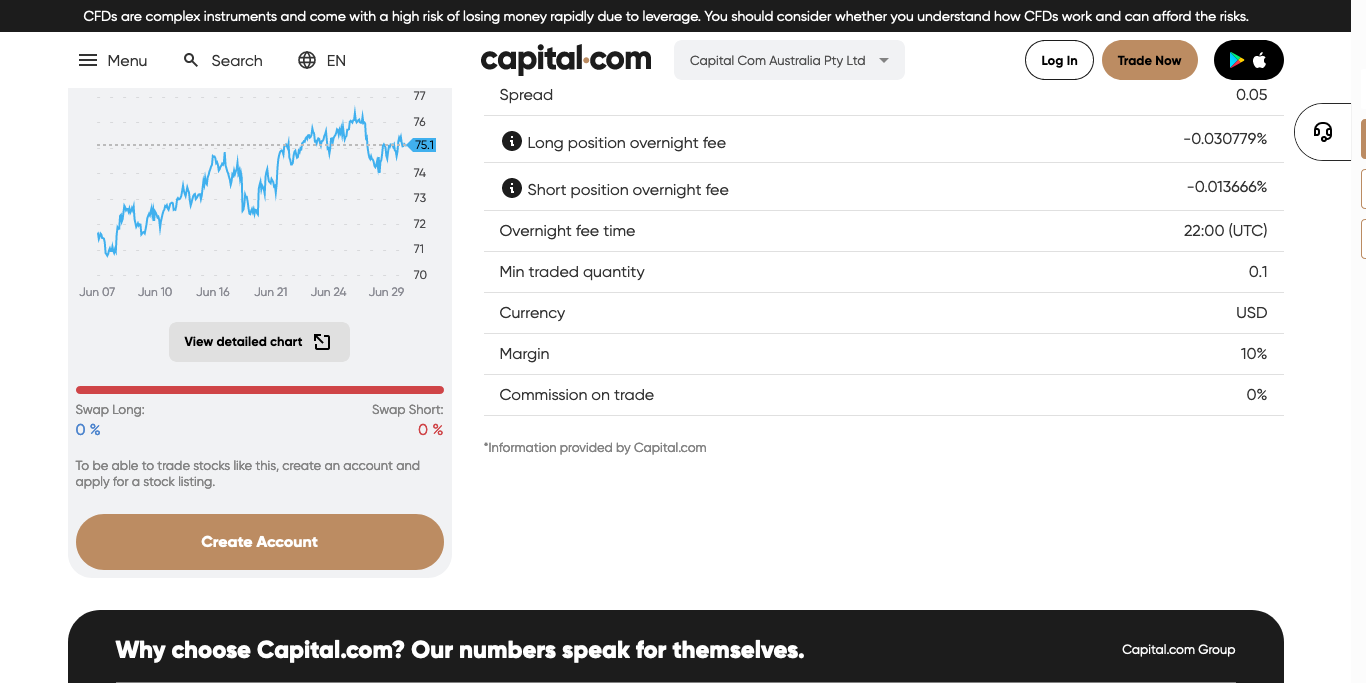 CFDs are complex instruments and come with a high risk of losing money rapidly due to leverage. You should consider whether you understand how CFDs work and can afford the risks.
Menu
Search
EN
capital.com
Capital Com Australia Pty Ltd
Log In
Trade Now
77
76
75.1
74
73
72
71
70
Jun 07 Jun 10 Jun 16 Jun 21 Jun 24 Jun 29
View detailed chart
Swap Long: Swap Short:
0 % 0 %
To be able to trade stocks like this, create an account and
apply for a stock listing.
Create Account
Spread 0.05
Long position overnight fee -0.030779%
Short position overnight fee -0.013666%
Overnight fee time 22:00 (UTC)
Min traded quantity 0.1
Currency USD
Margin 10%
Commission on trade 0%
*Information provided by Capital.com
Why choose Capital.com? Our numbers speak for themselves.
Capital.com Group